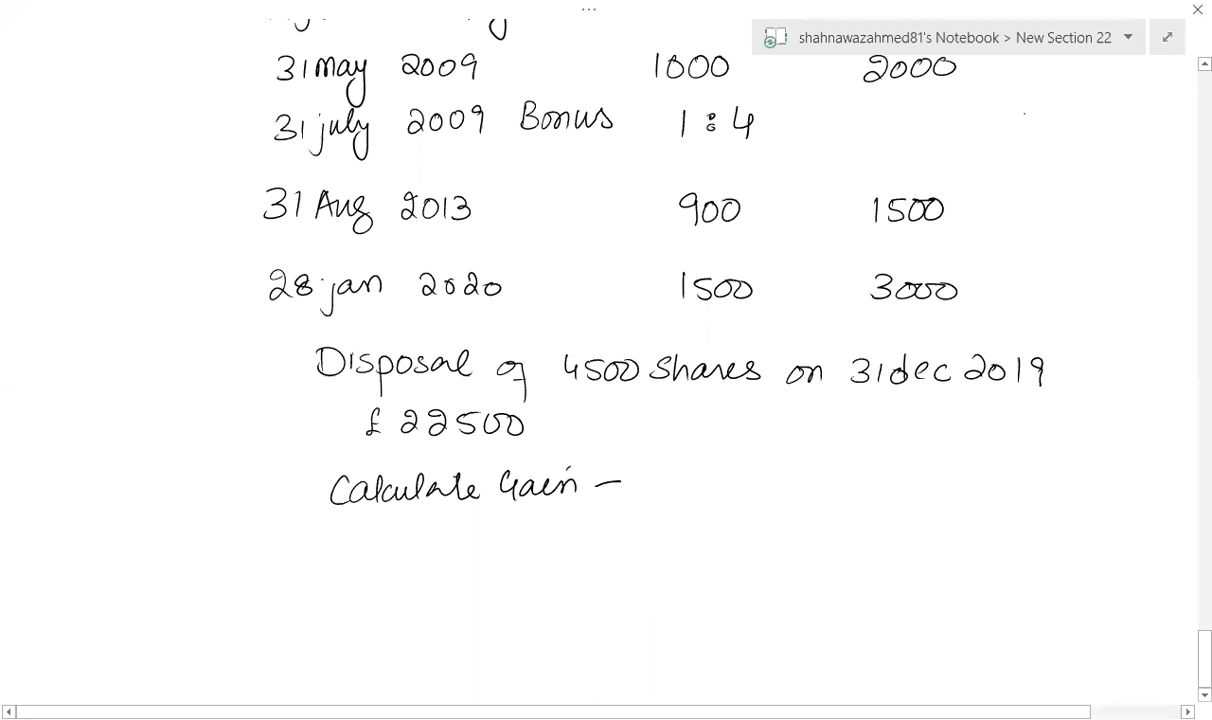 shahnawazahmed81's Notebook > New Section 22
31 may 2009 1000 2000
31 july 2009 Bonus 1:4
31 Aug 2013 900 1500
28 jan 2020 1500 3000
Disposal of 4500 shares on 31 dec 2019
£ 22500
Calculate Gain —